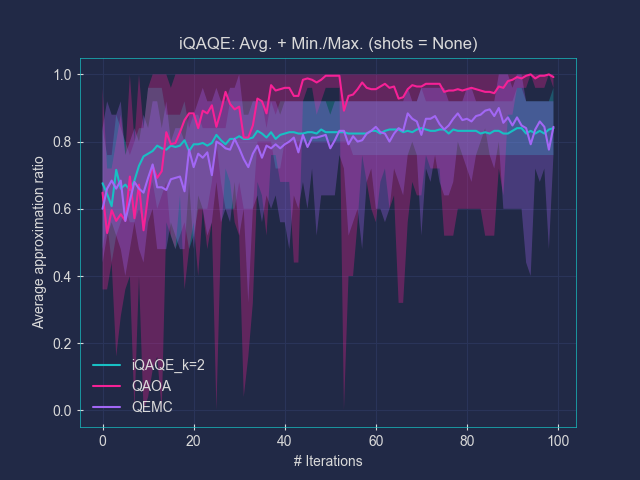 iQAQE: Avg. + Min./Max. (shots = None)
Average approximation ratio
1.0
0.8
0.6
0.4
0.2
0.0
iQAQE_k=2
QAOA
QEMC
0 20 40 60 80 100
# Iterations